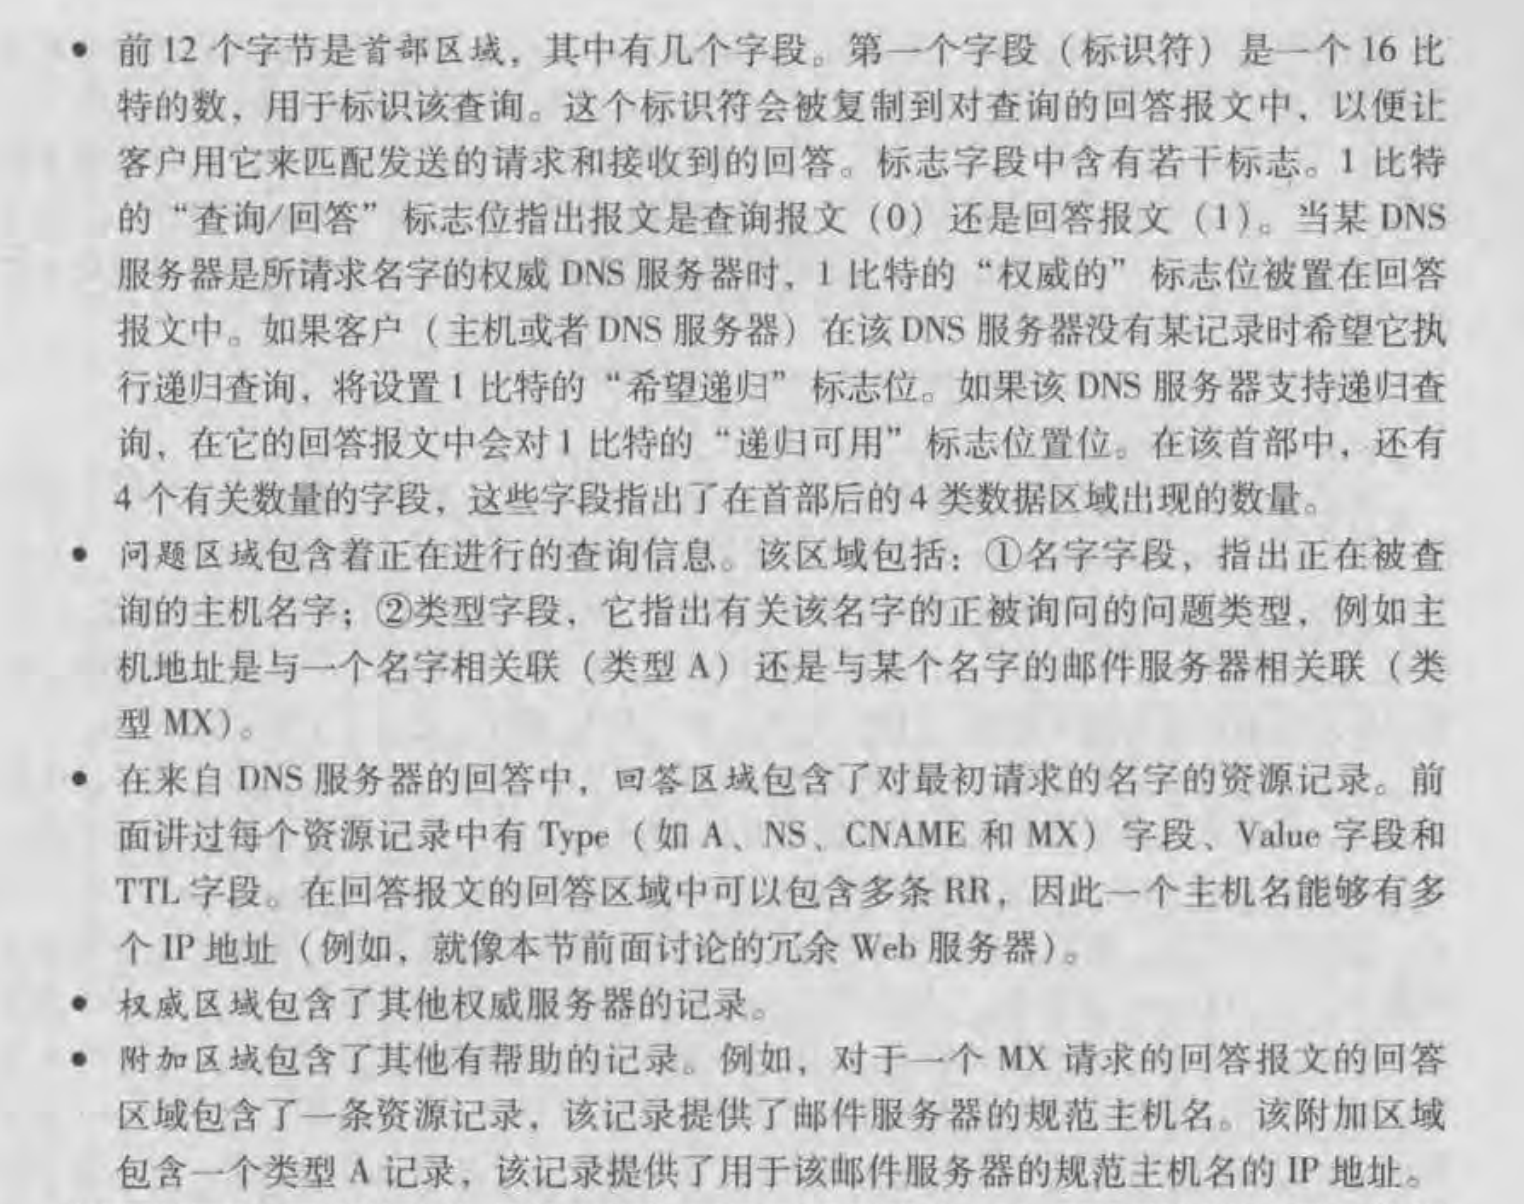 • 前 12 个字节是首部区域，其中有几个字段。第一个字段（标识符）是一个 16 比
特的数，用于标识该查询。这个标识符会被复制到对查询的回答报文中，以便让
客户用它来匹配发送的请求和接收到的回答。标志字段中含有若干标志。1 比特
的“查询/回答”标志位指出报文是查询报文（0）还是回答报文（1）。当某 DNS
服务器是所请求名字的权威 DNS 服务器时，1 比特的“权威的”标志位被置在回答
报文中。如果客户（主机或者 DNS 服务器）在该 DNS 服务器没有某记录时希望它执
行递归查询，将设置 1 比特的“希望递归”标志位。如果该 DNS 服务器支持递归查
询，在它的回答报文中会对 1 比特的“递归可用”标志位置位。在该首部中，还有
4 个有关数量的字段，这些字段指出了在首部后的 4 类数据区域出现的数量。
• 问题区域包含着正在进行的查询信息。该区域包括：①名字字段，指出正在被查
询的主机名字；②类型字段，它指出有关该名字的正被询问的问题类型，例如主
机地址是与一个名字相关联（类型 A）还是与某个名字的邮件服务器相关联（类
型 MX）。
• 在来自 DNS 服务器的回答中，回答区域包含了对最初请求的名字的资源记录。前
面讲过每个资源记录中有 Type（如 A、NS、CNAME 和 MX）字段、Value 字段和
TTL 字段。在回答报文的回答区域中可以包含多条 RR，因此一个主机名能够有多
个 IP 地址（例如，就像本节前面讨论的冗余 Web 服务器）。
• 权威区域包含了其他权威服务器的记录。
• 附加区域包含了其他有帮助的记录。例如，对于一个 MX 请求的回答报文的回答
区域包含了一条资源记录，该记录提供了邮件服务器的规范主机名。该附加区域
包含一个类型 A 记录，该记录提供了用于该邮件服务器的规范主机名的 IP 地址。